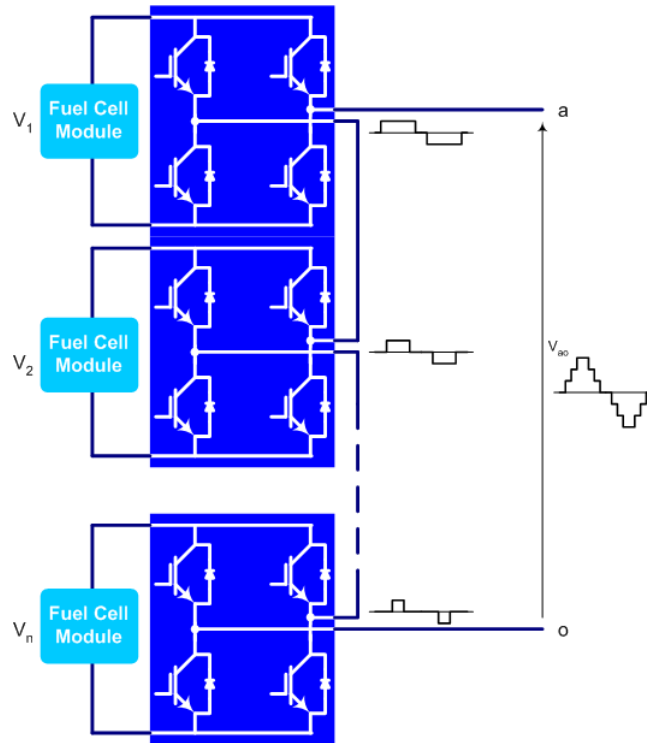 V1
Fuel Cell
Module
a
V2
Fuel Cell
Module
Vao
Vn
Fuel Cell
Module
o